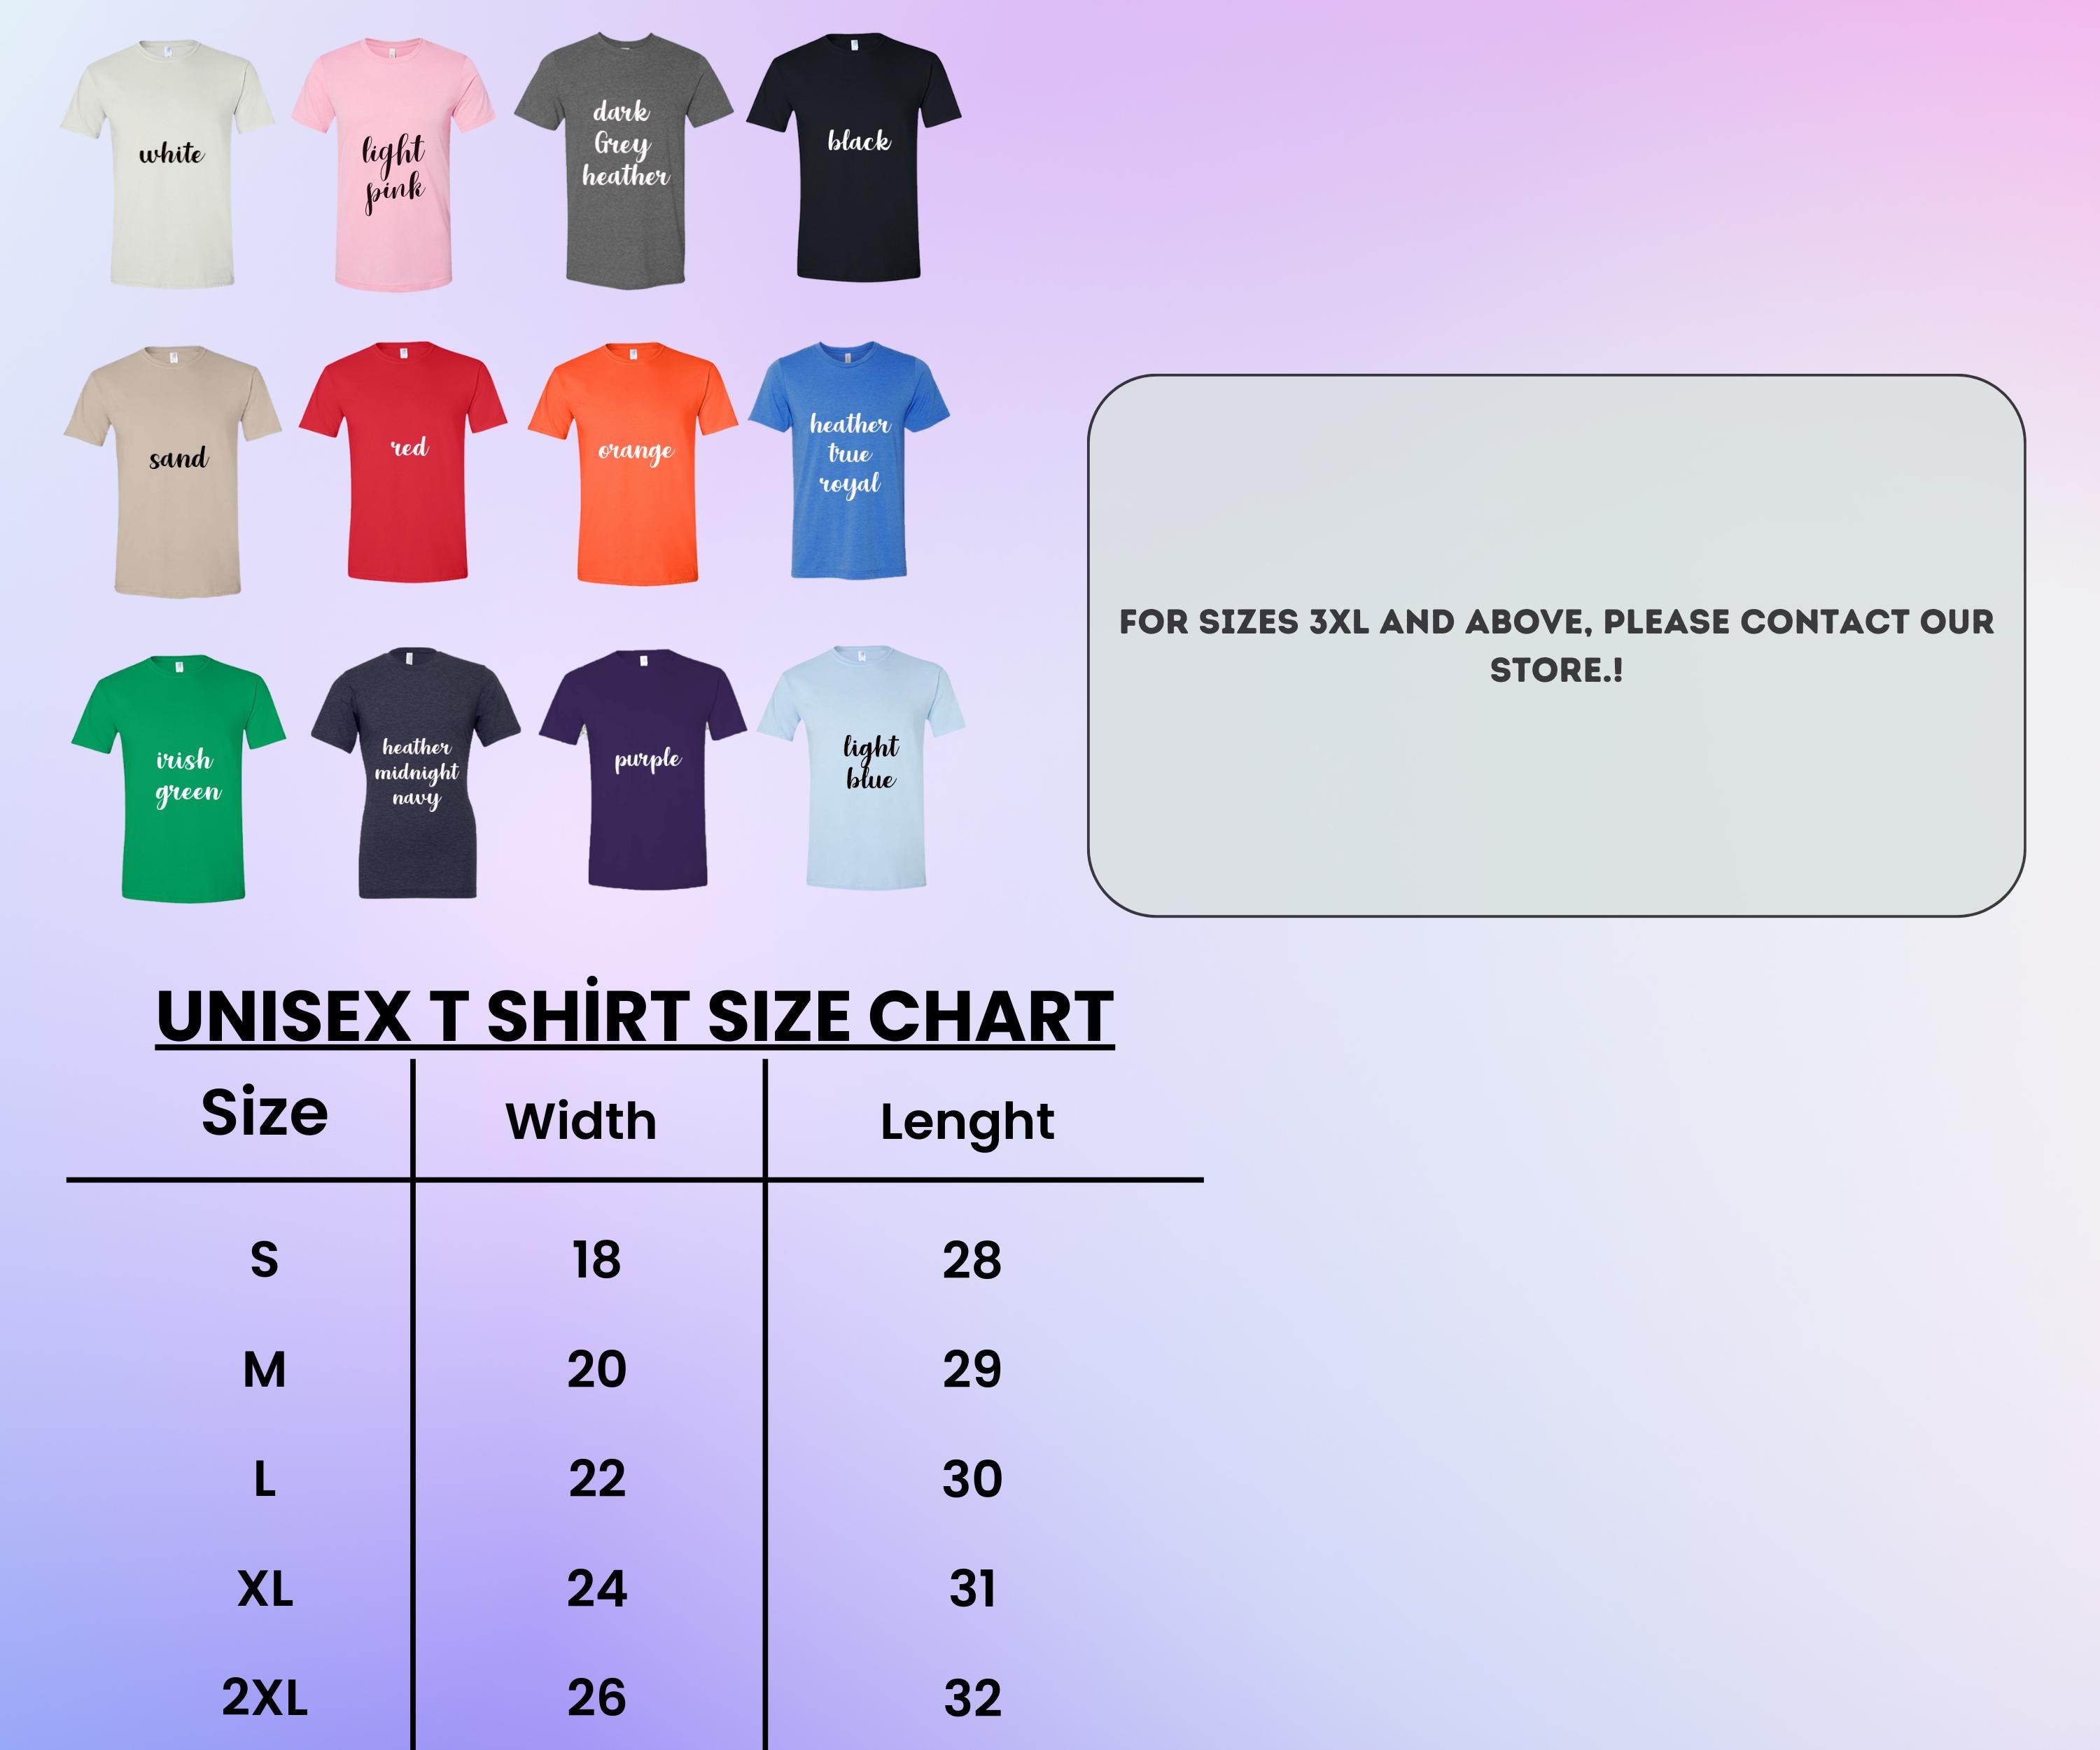 white
light
pink
dark
Grey
heather
black
sand
red
orange
heather
true
royal
irish
green
heather
midnight
navy
purple
light
blue
FOR SIZES 3XL AND ABOVE, PLEASE CONTACT OUR
STORE.!
UNISEX T SHİRT SIZE CHART
Size Width Lenght
S 18 28
M 20 29
L 22 30
XL 24 31
2XL 26 32